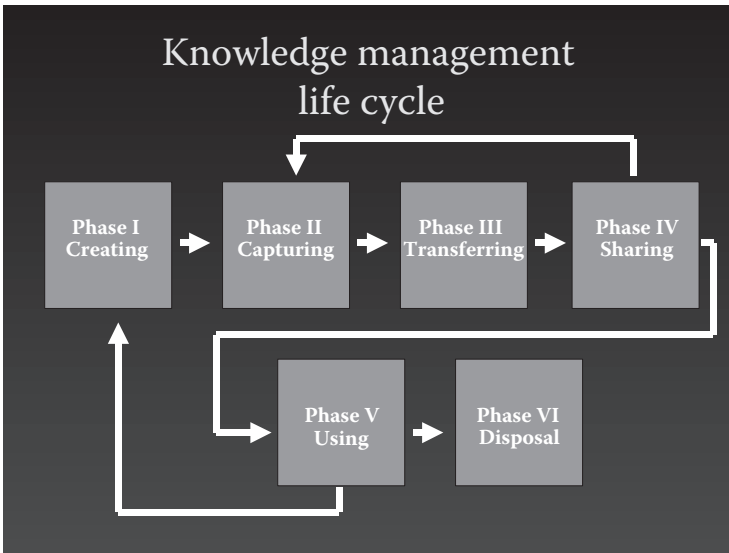 Knowledge management
life cycle
Phase I
Creating
Phase II
Capturing
Phase III
Transferring
Phase IV
Sharing
Phase V
Using
Phase VI
Disposal